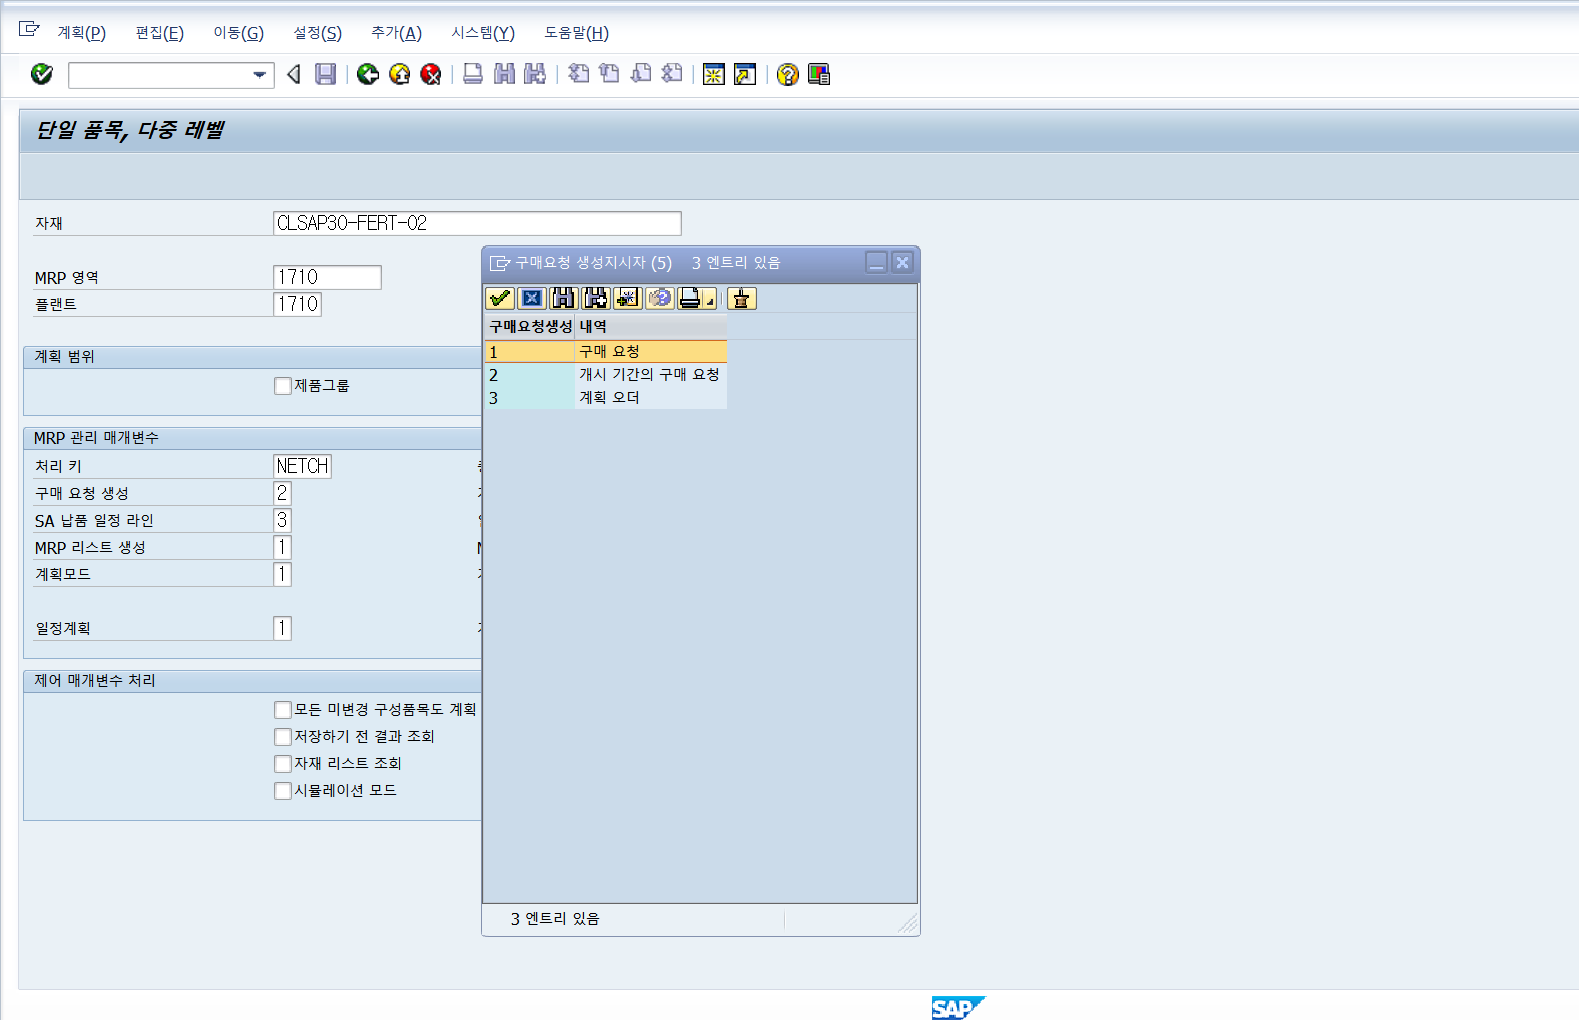 계획(P) 편집(E) 이동(G) 설정(S) 추가(A) 시스템(Y) 도움말(H)
단일 품목, 다중 레벨
자재 CLSAP30-FERT-02
MRP 영역 1710
플랜트 1710
계획 범위
제품그룹
MRP 관리 매개변수
처리 키 NETCH
구매 요청 생성 2
SA 납품 일정 라인 3
MRP 리스트 생성 1
계획모드 1
일정계획 1
제어 매개변수 처리
모든 미변경 구성품목도 계획
저장하기 전 결과 조회
자재 리스트 조회
시뮬레이션 모드
구매요청 생성지시자 (5) 3 엔트리 있음
구매요청생성 내역
1 구매 요청
2 개시 기간의 구매 요청
3 계획 오더
3 엔트리 있음
SAP